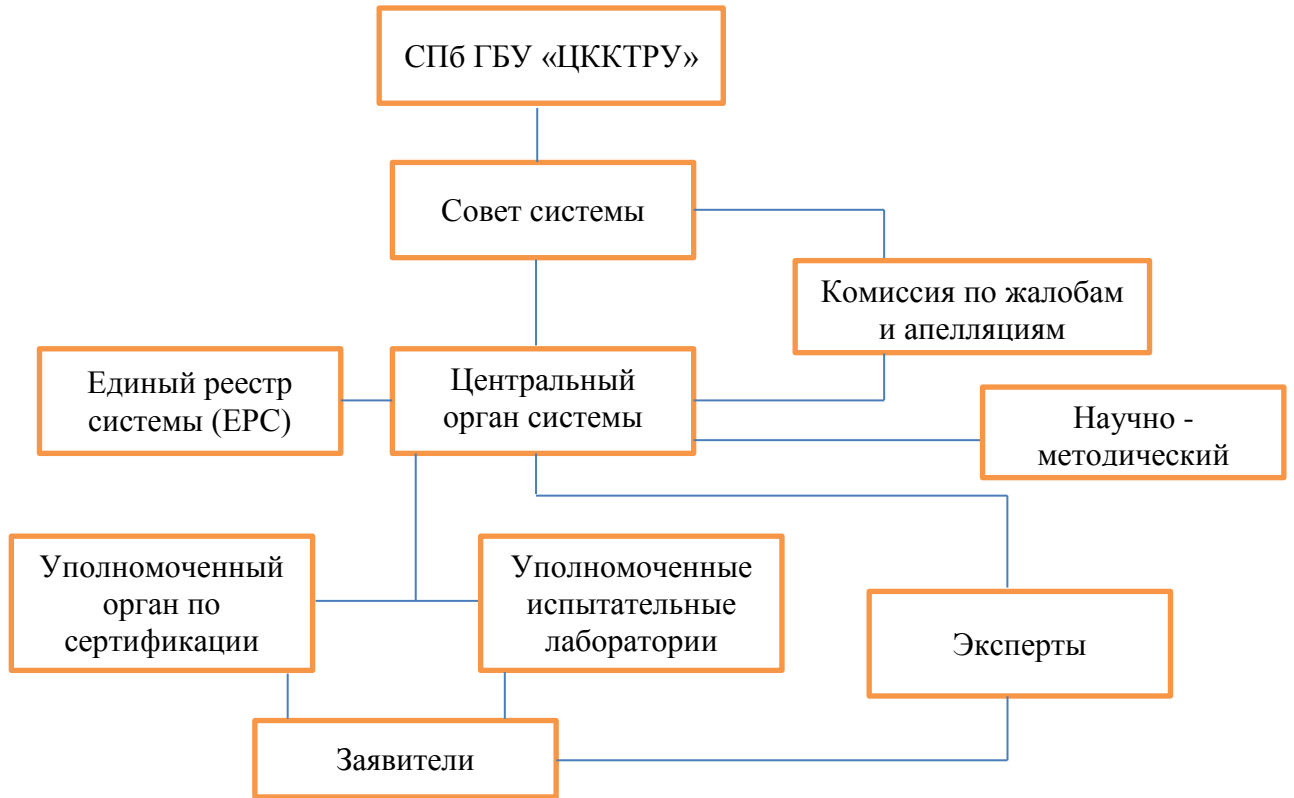 СПб ГБУ «ЦККТРУ»
Совет системы
Комиссия по жалобам
и апелляциям
Единый реестр
системы (ЕРС)
Центральный
орган системы
Научно -
методический
Уполномоченный
орган по
сертификации
Уполномоченные
испытательные
лаборатории
Эксперты
Заявители